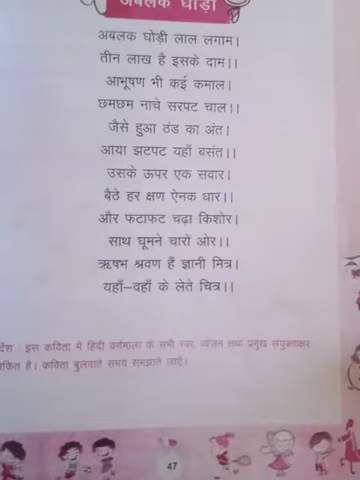 अबलक घोड़ी
अबलक घोड़ी लाल लगाम।
तीन लाख है इसके दाम।।
आभूषण भी कई कमाल।
छमछम नाचे सरपट चाल।।
जैसे हुआ ठंड का अंत।
आया झटपट यहाँ बसंत।।
उसके ऊपर एक सवार।
बैठे हर क्षण ऐनक धार।।
और फटाफट चढ़ा किशोर।
साथ घूमने चारों ओर।।
ऋषभ श्रवण हैं ज्ञानी मित्र।
यहाँ–वहाँ के लेते चित्र।।
र्देश : इस कविता में हिंदी वर्णमाला के सभी स्वर, व्यंजन तथा प्रमुख संयुक्ताक्षर
कित है। कविता बुलवाते समय समझाते जाएँ।
47